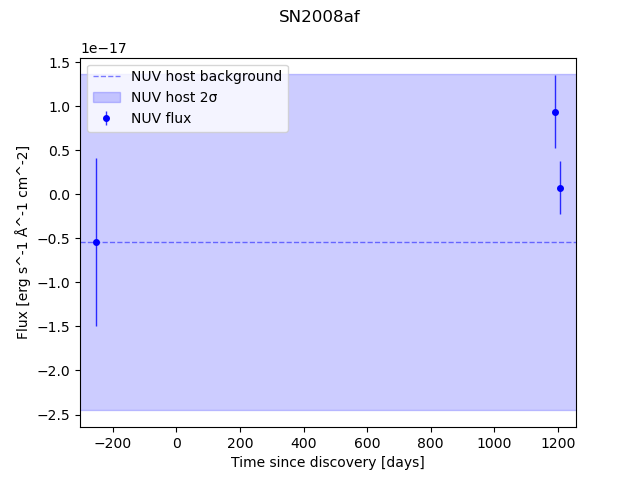 SN2008af
1e−17
1.5
1.0
0.5
0.0
−0.5
−1.0
−1.5
−2.0
−2.5
Flux [erg s^-1 Å^-1 cm^-2]
NUV host background
NUV host 2σ
NUV flux
−200 0 200 400 600 800 1000 1200
Time since discovery [days]